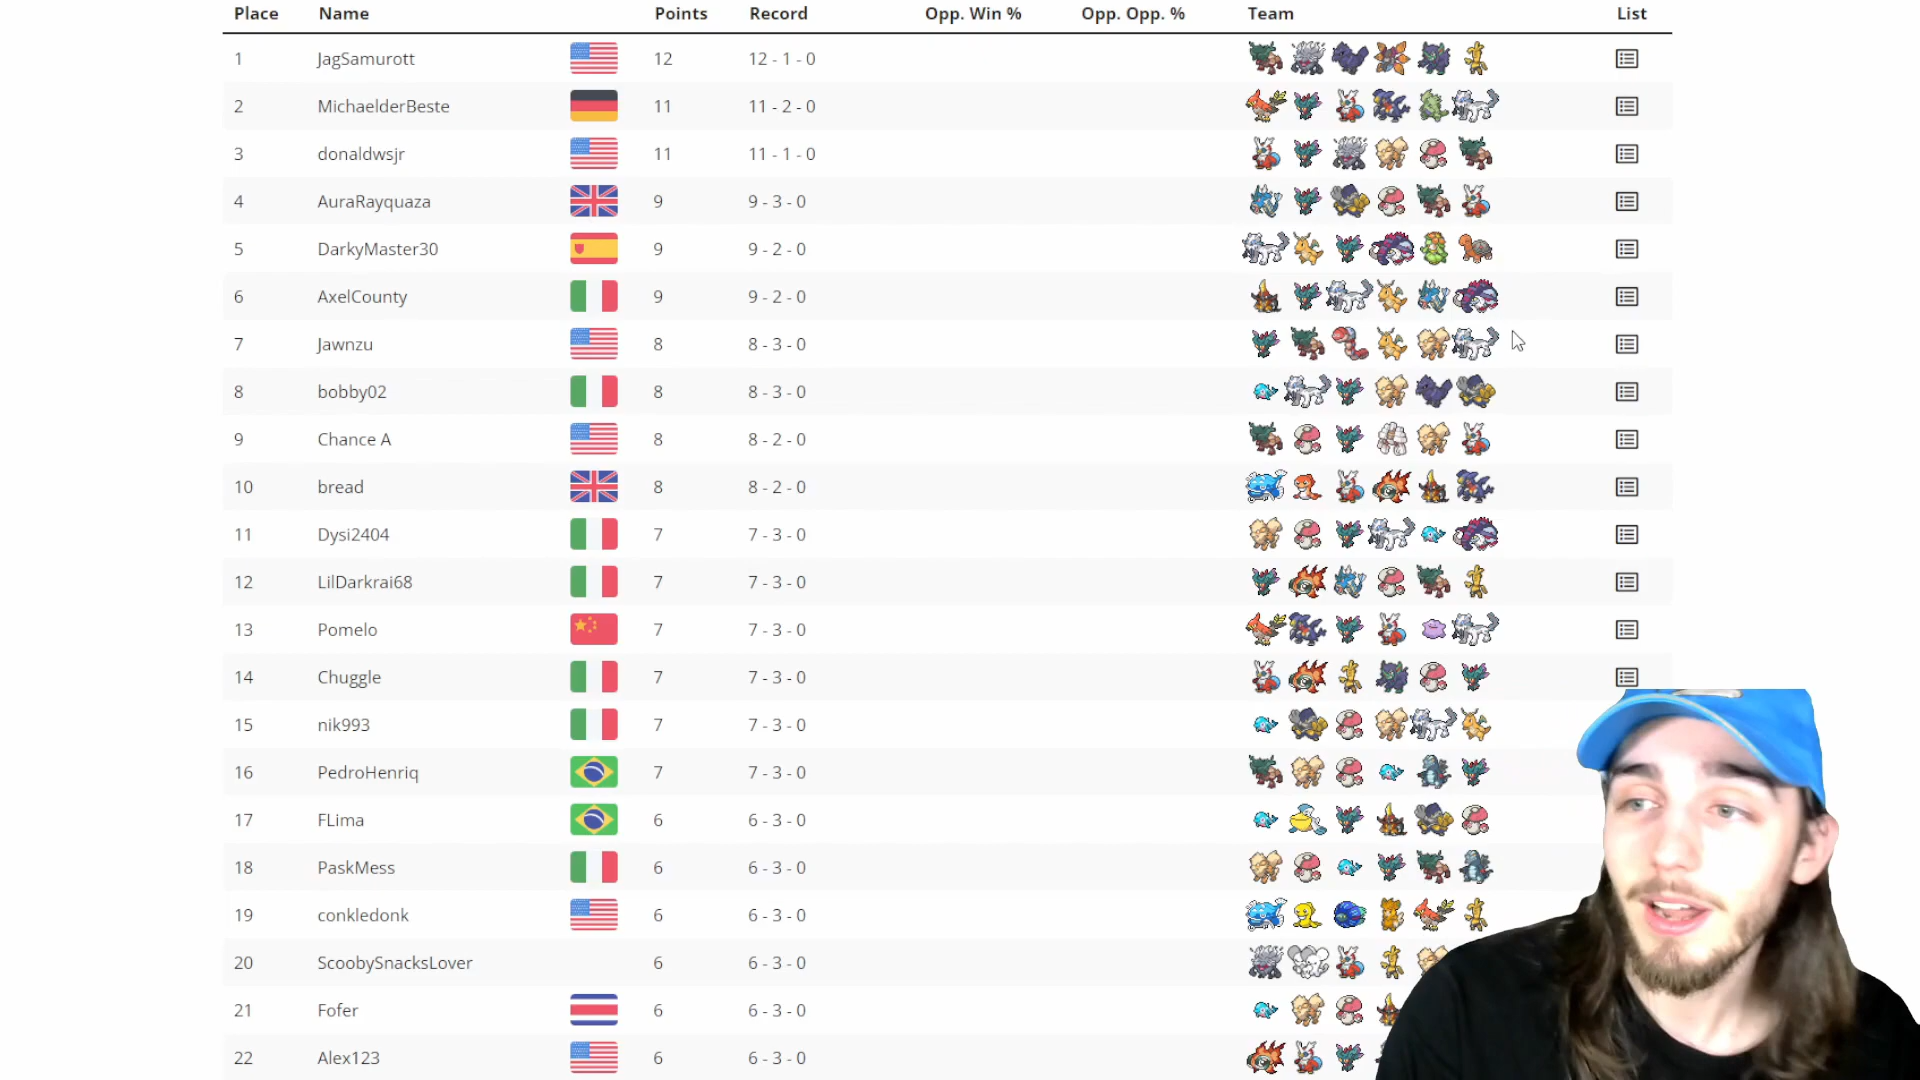 Place Name Points Record Opp. Win % Opp. Opp. % Team List
1 JagSamurott 12 12 - 1 - 0
2 MichaelderBeste 11 11 - 2 - 0
3 donaldwsjr 11 11 - 1 - 0
4 AuraRayquaza 9 9 - 3 - 0
5 DarkyMaster30 9 9 - 2 - 0
6 AxelCounty 9 9 - 2 - 0
7 Jawnzu 8 8 - 3 - 0
8 bobby02 8 8 - 3 - 0
9 Chance A 8 8 - 2 - 0
10 bread 8 8 - 2 - 0
11 Dysi2404 7 7 - 3 - 0
12 LilDarkrai68 7 7 - 3 - 0
13 Pomelo 7 7 - 3 - 0
14 Chuggle 7 7 - 3 - 0
15 nik993 7 7 - 3 - 0
16 PedroHenriq 7 7 - 3 - 0
17 FLima 6 6 - 3 - 0
18 PaskMess 6 6 - 3 - 0
19 conkledonk 6 6 - 3 - 0
20 ScoobySnacksLover 6 6 - 3 - 0
21 Fofer 6 6 - 3 - 0
22 Alex123 6 6 - 3 - 0